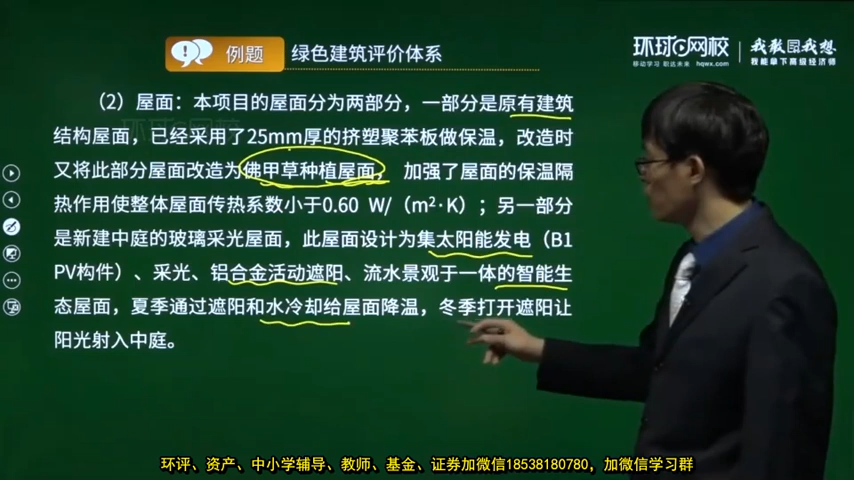 例题 绿色建筑评价体系
环球网校
移动学习 职达未来 hqwx.com
我敢我想
我能拿下高级经济师
（2）屋面：本项目的屋面分为两部分，一部分是原有建筑
结构屋面，已经采用了25mm厚的挤塑聚苯板做保温，改造时
又将此部分屋面改造为佛甲草种植屋面，加强了屋面的保温隔
热作用使整体屋面传热系数小于0.60 W/（m²·K）；另一部分
是新建中庭的玻璃采光屋面，此屋面设计为集太阳能发电（B1
PV构件）、采光、铝合金活动遮阳、流水景观于一体的智能生
态屋面，夏季通过遮阳和水冷却给屋面降温，冬季打开遮阳让
阳光射入中庭。
环评、资产、中小学辅导、教师、基金、证券加微信18538180780，加微信学习群